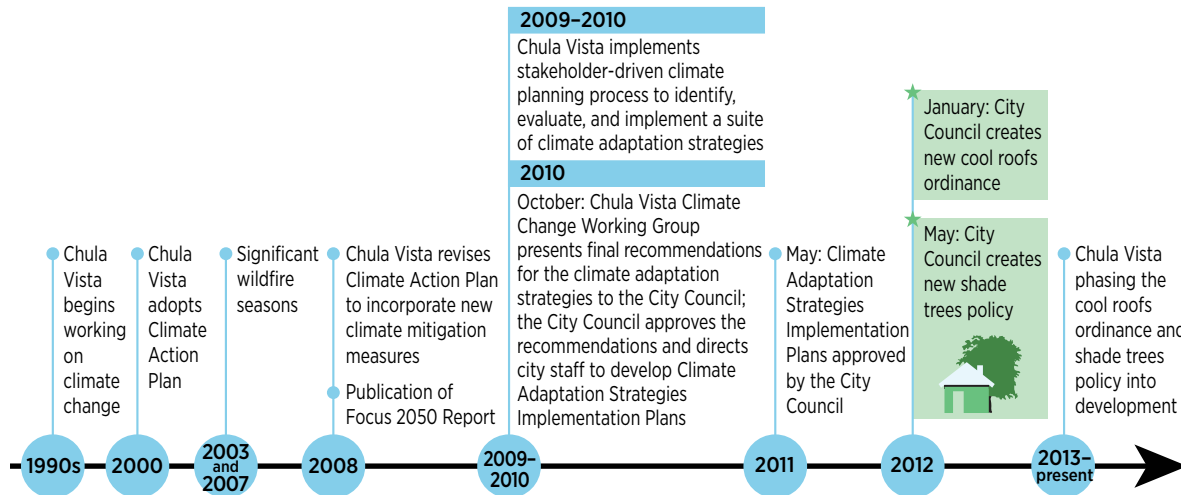 1990s
Chula
Vista
begins
working
on
climate
change
2000
Chula
Vista
adopts
Climate
Action
Plan
2003
and
2007
Significant
wildfire
seasons
2008
Chula Vista revises
Climate Action Plan
to incorporate new
climate mitigation
measures
Publication of
Focus 2050 Report
2009–
2010
2009–2010
Chula Vista implements
stakeholder-driven climate
planning process to identify,
evaluate, and implement a suite
of climate adaptation strategies
2010
October: Chula Vista Climate
Change Working Group
presents final recommendations
for the climate adaptation
strategies to the City Council;
the City Council approves the
recommendations and directs
city staff to develop Climate
Adaptation Strategies
Implementation Plans
2011
May: Climate
Adaptation
Strategies
Implementation
Plans approved
by the City
Council
2012
January: City
Council creates
new cool roofs
ordinance
May: City
Council creates
new shade
trees policy
2013–
present
Chula Vista
phasing the
cool roofs
ordinance and
shade trees
policy into
development